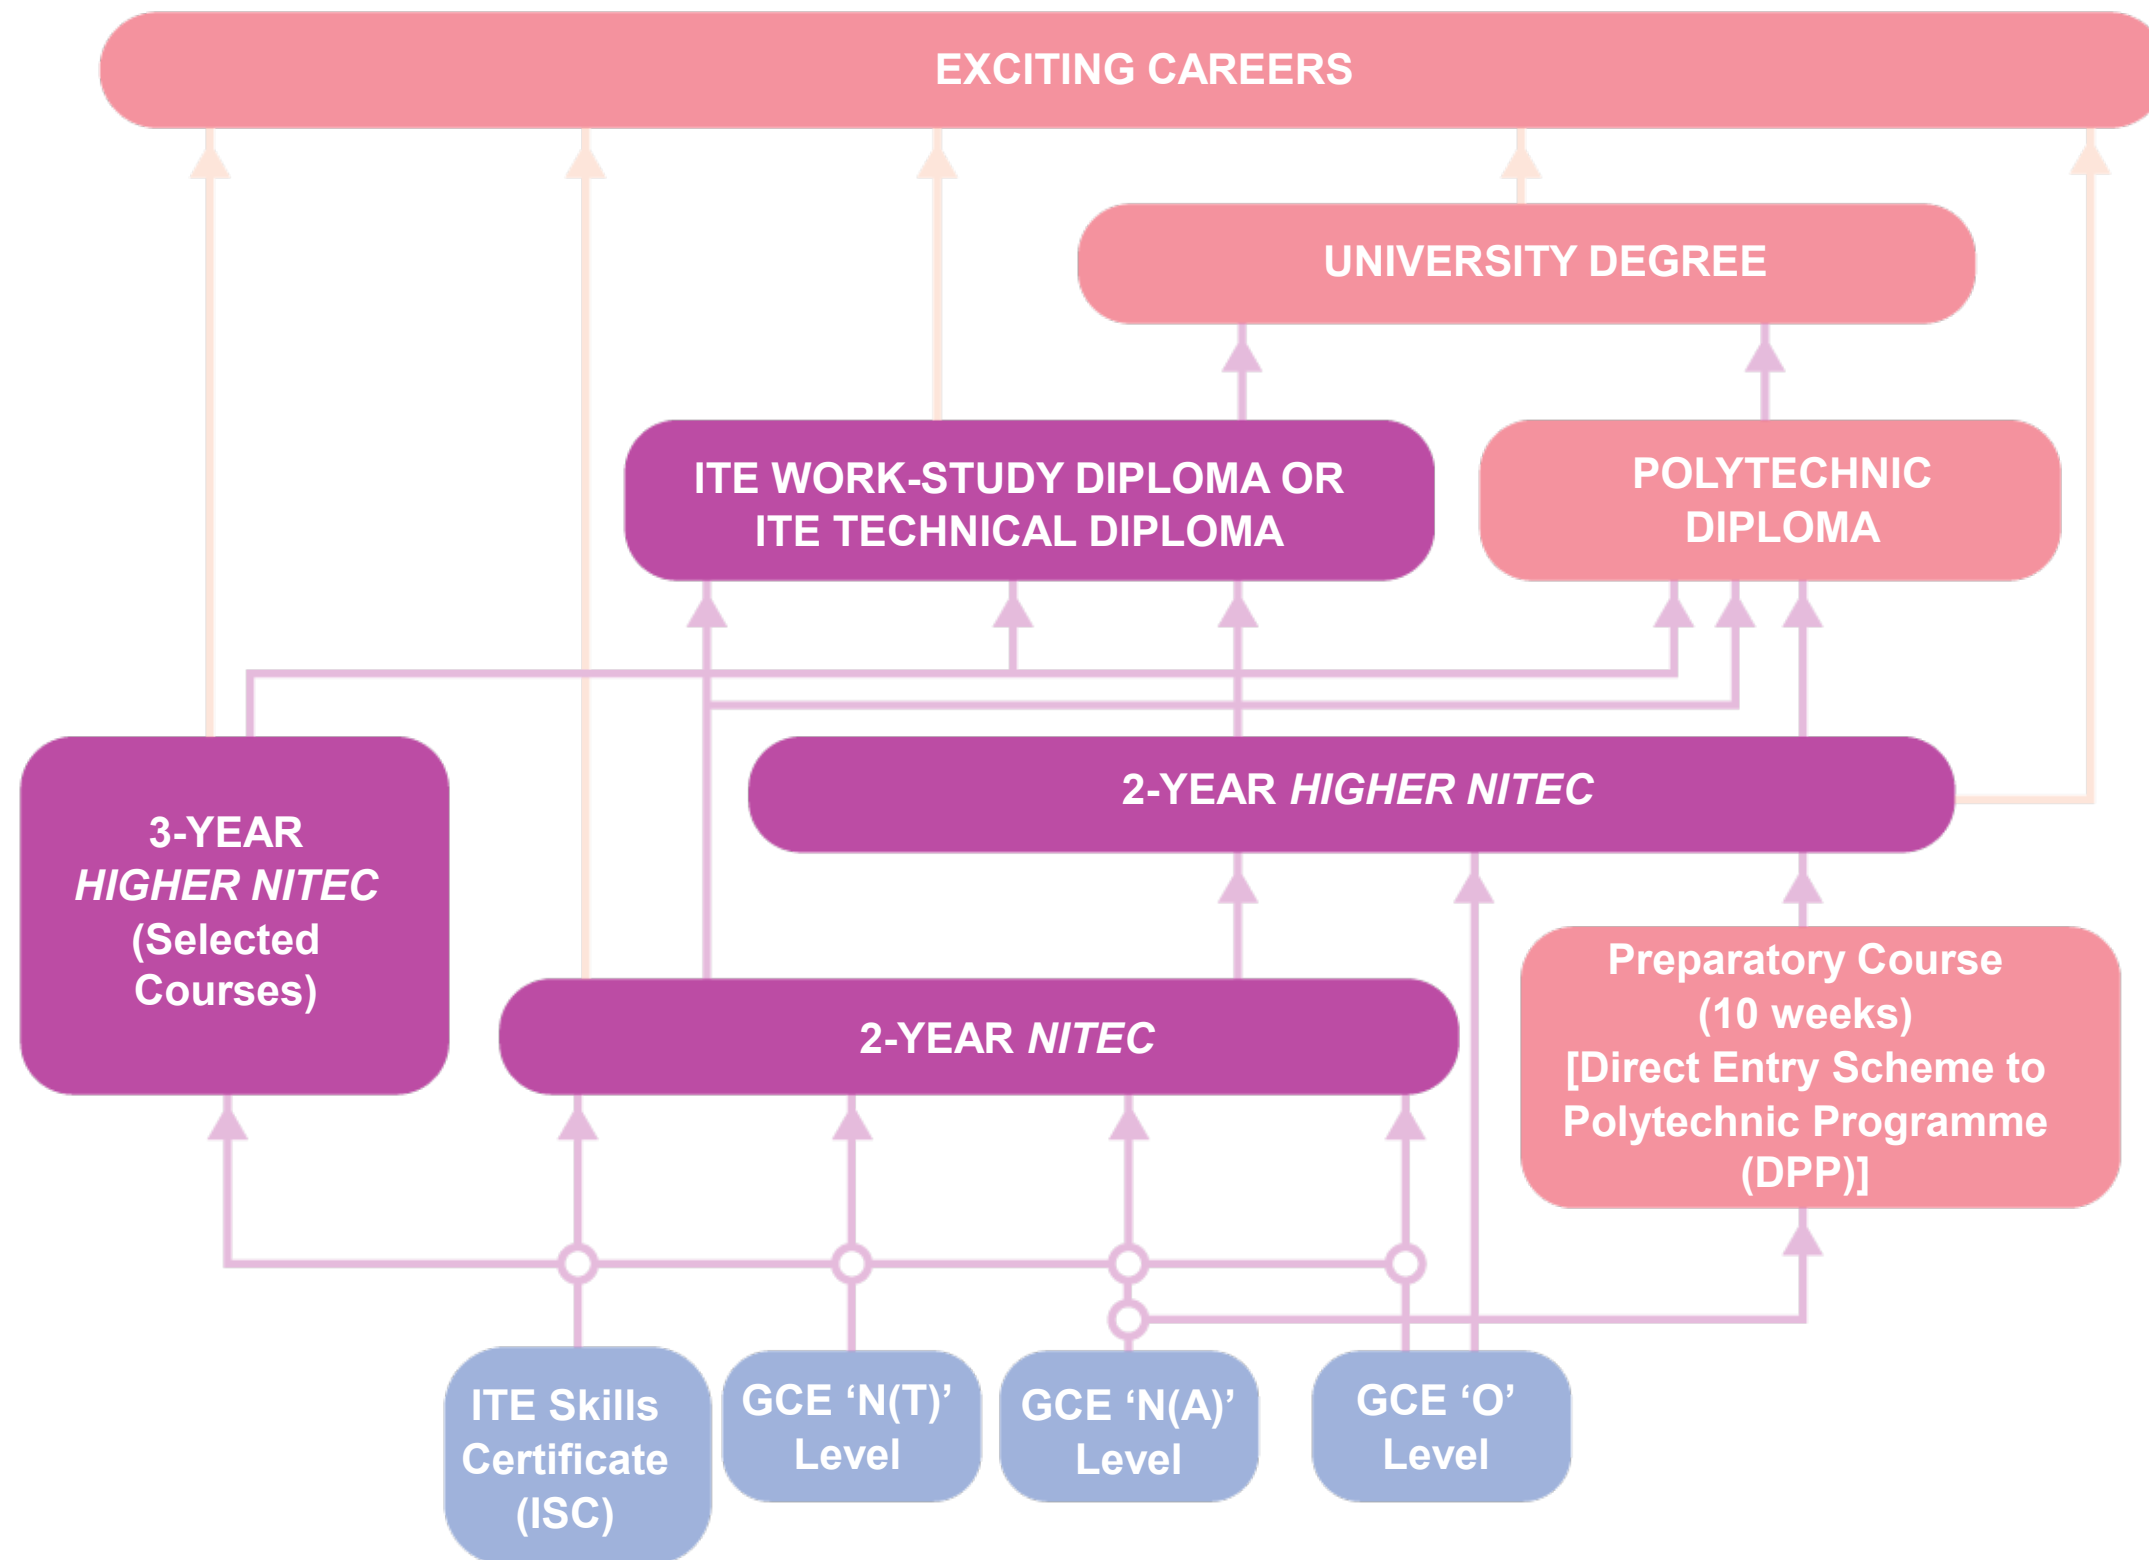 EXCITING CAREERS
UNIVERSITY DEGREE
ITE WORK-STUDY DIPLOMA OR
ITE TECHNICAL DIPLOMA
POLYTECHNIC
DIPLOMA
3-YEAR
HIGHER NITEC
(Selected
Courses)
2-YEAR HIGHER NITEC
2-YEAR NITEC
Preparatory Course
(10 weeks)
[Direct Entry Scheme to
Polytechnic Programme
(DPP)]
ITE Skills
Certificate
(ISC)
GCE ‘N(T)’
Level
GCE ‘N(A)’
Level
GCE ‘O’
Level